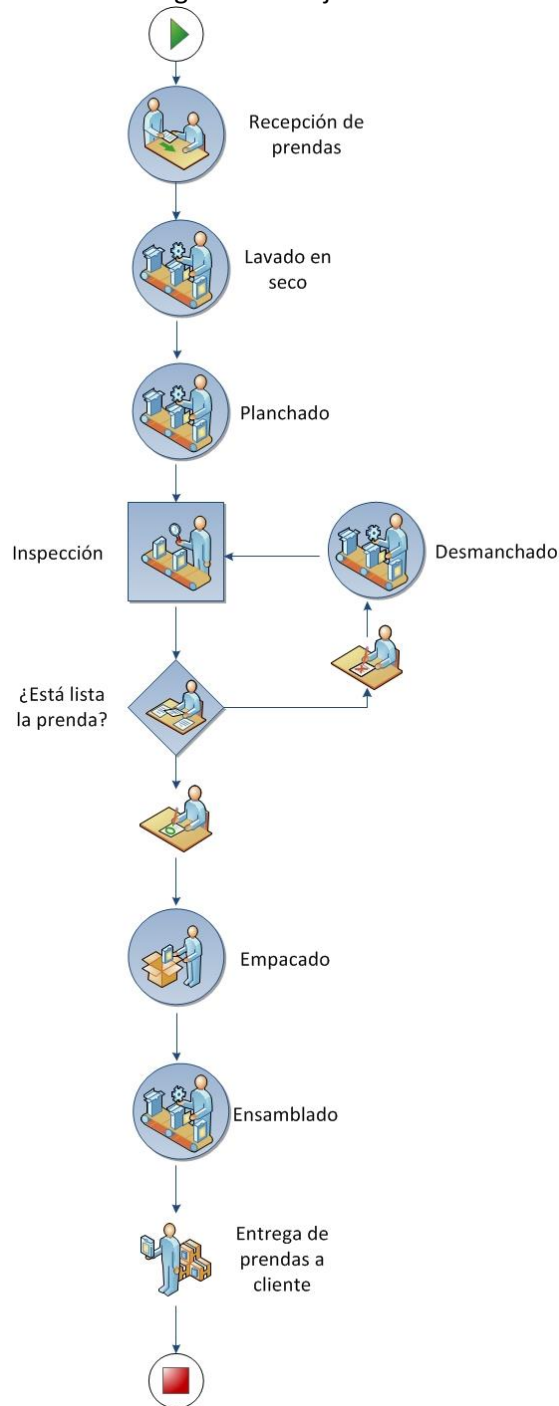 Recepción de
prendas
Lavado en
seco
Planchado
Inspección
Desmanchado
¿Está lista
la prenda?
Empacado
Ensamblado
Entrega de
prendas a
cliente